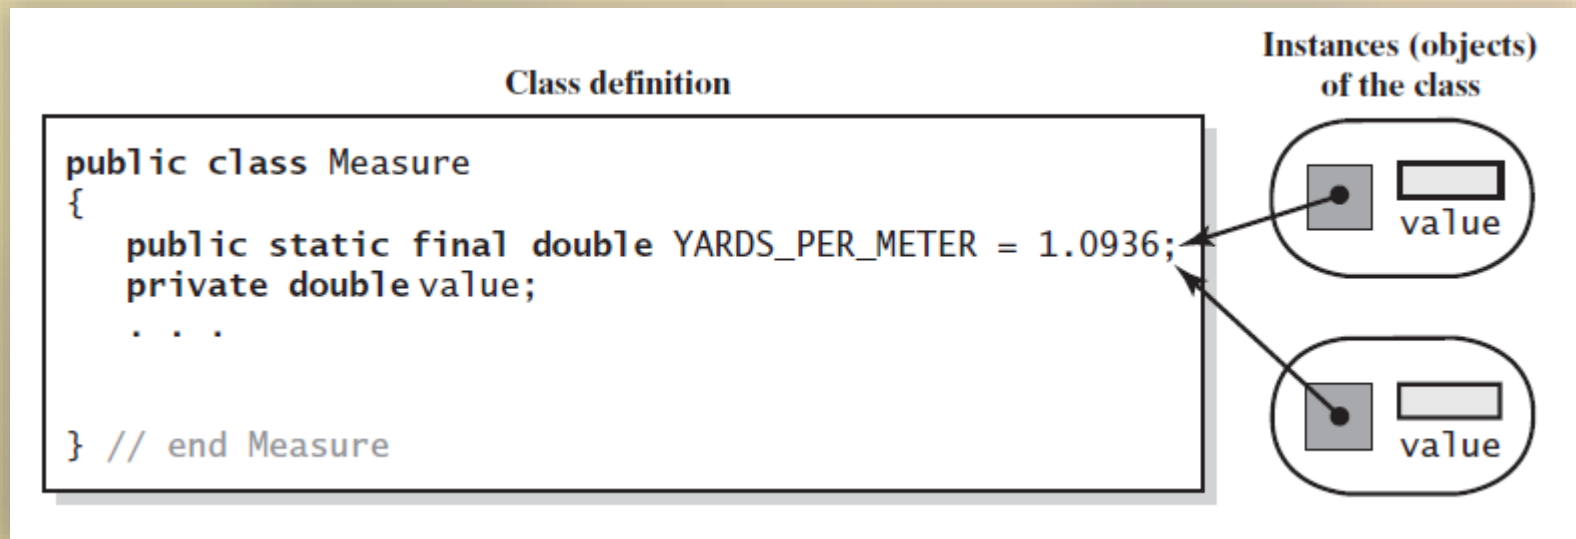 Class definition
Instances (objects)
of the class
public class Measure
{
public static final double YARDS_PER_METER = 1.0936;
private double value;
. . .
} // end Measure
value
value